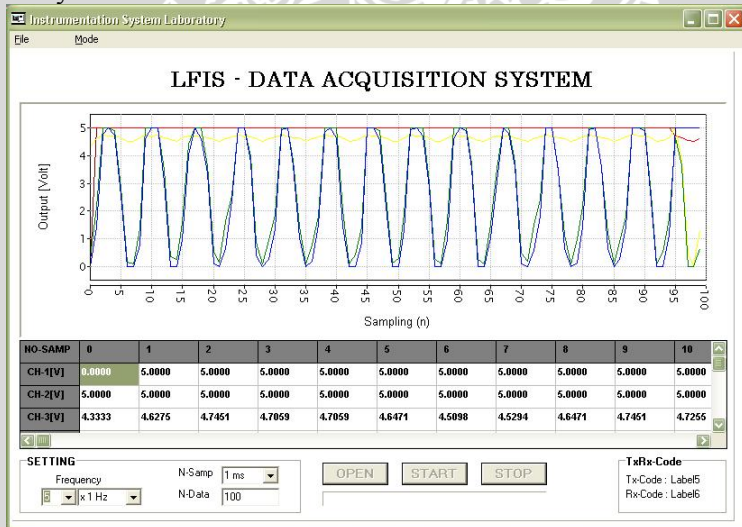 Instrumentation System Laboratory
File Mode
LFIS - DATA ACQUISITION SYSTEM
Output [Volt]
5
4
3
2
1
0
0 5 10 15 20 25 30 35 40 45 50 55 60 65 70 75 80 85 90 95 100
Sampling (n)
NO-SAMP 0 1 2 3 4 5 6 7 8 9 10
CH-1[V] 0.0000 5.0000 5.0000 5.0000 5.0000 5.0000 5.0000 5.0000 5.0000 5.0000 5.0000
CH-2[V] 5.0000 5.0000 5.0000 5.0000 5.0000 5.0000 5.0000 5.0000 5.0000 5.0000 5.0000
CH-3[V] 4.3333 4.6275 4.7451 4.7059 4.7059 4.6471 4.5098 4.5294 4.6471 4.7451 4.7255
SETTING
Frequency
5 x 1 Hz
N-Samp 1 ms
N-Data 100
OPEN START STOP
TxRx-Code
Tx-Code : Label5
Rx-Code : Label6